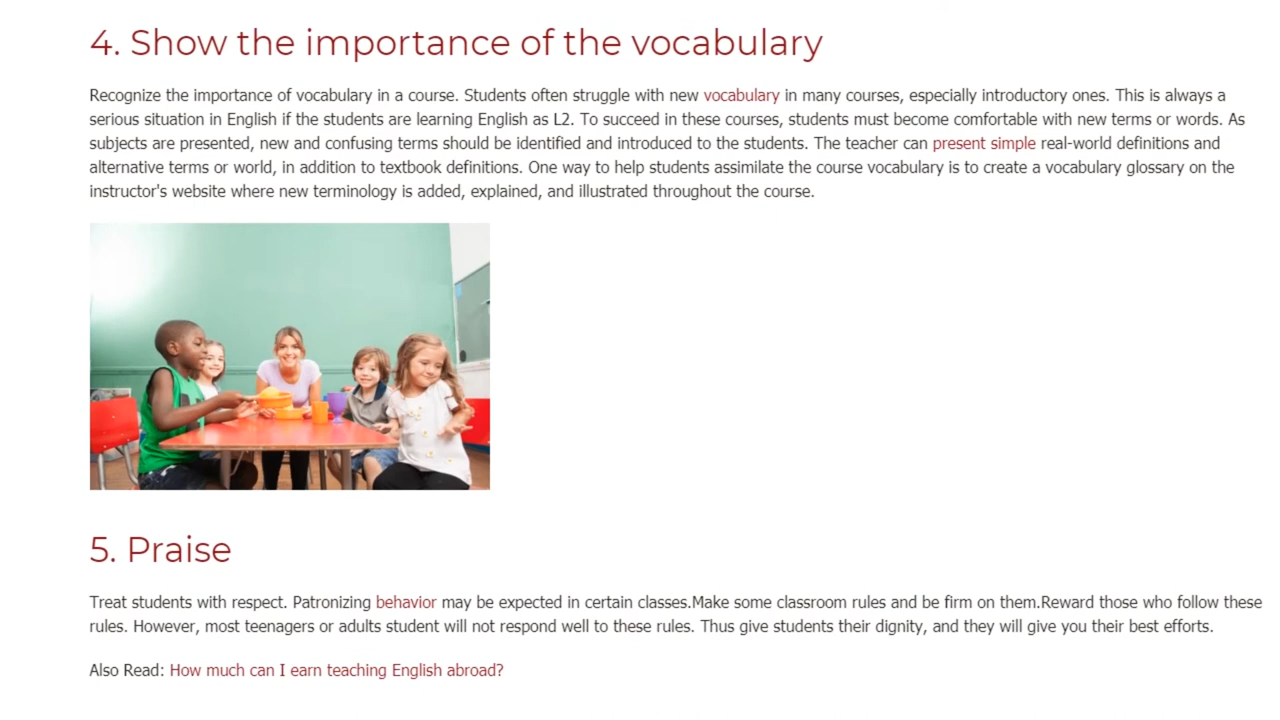 4. Show the importance of the vocabulary
Recognize the importance of vocabulary in a course. Students often struggle with new vocabulary in many courses, especially introductory ones. This is always a
serious situation in English if the students are learning English as L2. To succeed in these courses, students must become comfortable with new terms or words. As
subjects are presented, new and confusing terms should be identified and introduced to the students. The teacher can present simple real-world definitions and
alternative terms or world, in addition to textbook definitions. One way to help students assimilate the course vocabulary is to create a vocabulary glossary on the
instructor's website where new terminology is added, explained, and illustrated throughout the course.
5. Praise
Treat students with respect. Patronizing behavior may be expected in certain classes.Make some classroom rules and be firm on them.Reward those who follow these
rules. However, most teenagers or adults student will not respond well to these rules. Thus give students their dignity, and they will give you their best efforts.
Also Read: How much can I earn teaching English abroad?